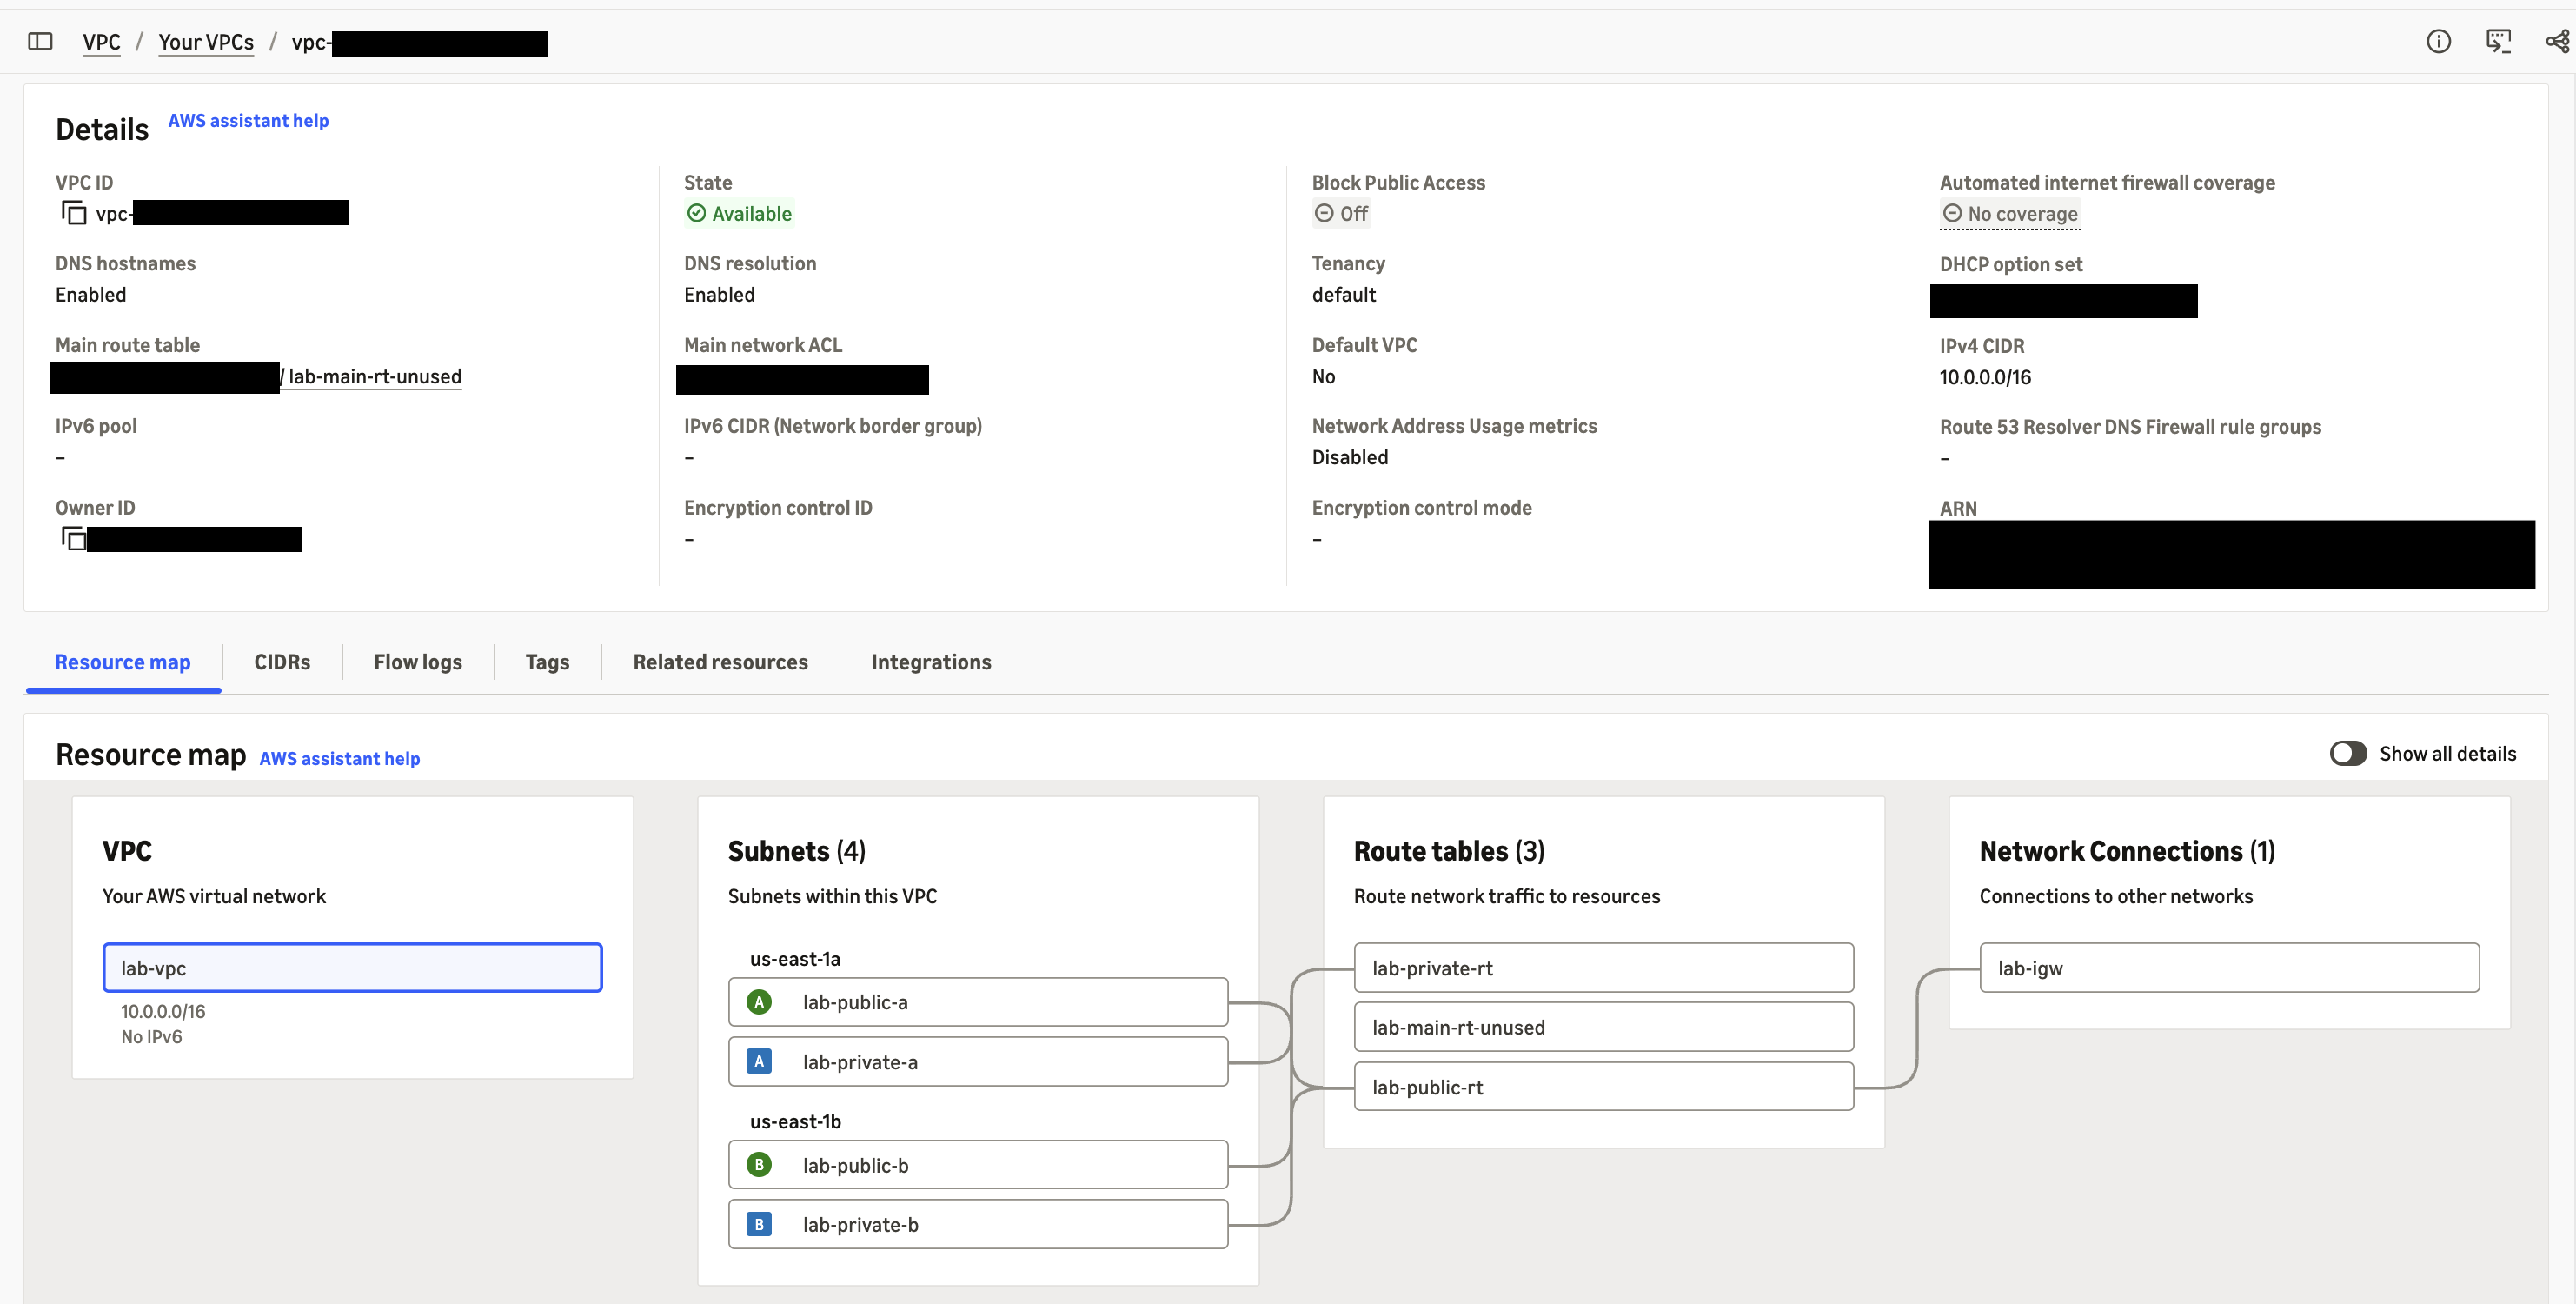 VPC / Your VPCs / vpc-
Details AWS assistant help
VPC ID
vpc-
State
Available
Block Public Access
Off
Automated internet firewall coverage
No coverage
DNS hostnames
Enabled
DNS resolution
Enabled
Tenancy
default
DHCP option set
Main route table
/ lab-main-rt-unused
Main network ACL
Default VPC
No
IPv4 CIDR
10.0.0.0/16
IPv6 pool
–
IPv6 CIDR (Network border group)
–
Network Address Usage metrics
Disabled
Route 53 Resolver DNS Firewall rule groups
–
Owner ID
Encryption control ID
–
Encryption control mode
–
ARN
Resource map CIDRs Flow logs Tags Related resources Integrations
Resource map AWS assistant help
Show all details
VPC
Your AWS virtual network
lab-vpc
10.0.0.0/16
No IPv6
Subnets (4)
Subnets within this VPC
us-east-1a
A lab-public-a
A lab-private-a
us-east-1b
B lab-public-b
B lab-private-b
Route tables (3)
Route network traffic to resources
lab-private-rt
lab-main-rt-unused
lab-public-rt
Network Connections (1)
Connections to other networks
lab-igw